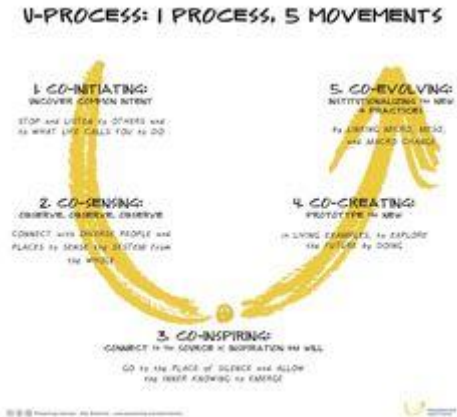 U-PROCESS: 1 PROCESS, 5 MOVEMENTS
1. CO-INITIATING:
UNCOVER COMMON INTENT
STOP and LISTEN to OTHERS and
to WHAT LIFE CALLS YOU to DO
2. CO-SENSING:
OBSERVE, OBSERVE, OBSERVE
CONNECT with DIVERSE PEOPLE and
PLACES to SENSE the SYSTEM from
the WHOLE
3. CO-INSPIRING:
CONNECT to the SOURCE of INSPIRATION and WILL
GO to the PLACE of SILENCE and ALLOW
the INNER KNOWING to EMERGE
4. CO-CREATING:
PROTOTYPE the NEW
in LIVING EXAMPLES, to EXPLORE
the FUTURE by DOING
5. CO-EVOLVING:
INSTITUTIONALIZING the NEW
in PRACTICES
by LINKING MICRO, MESO,
and MACRO CHANGE